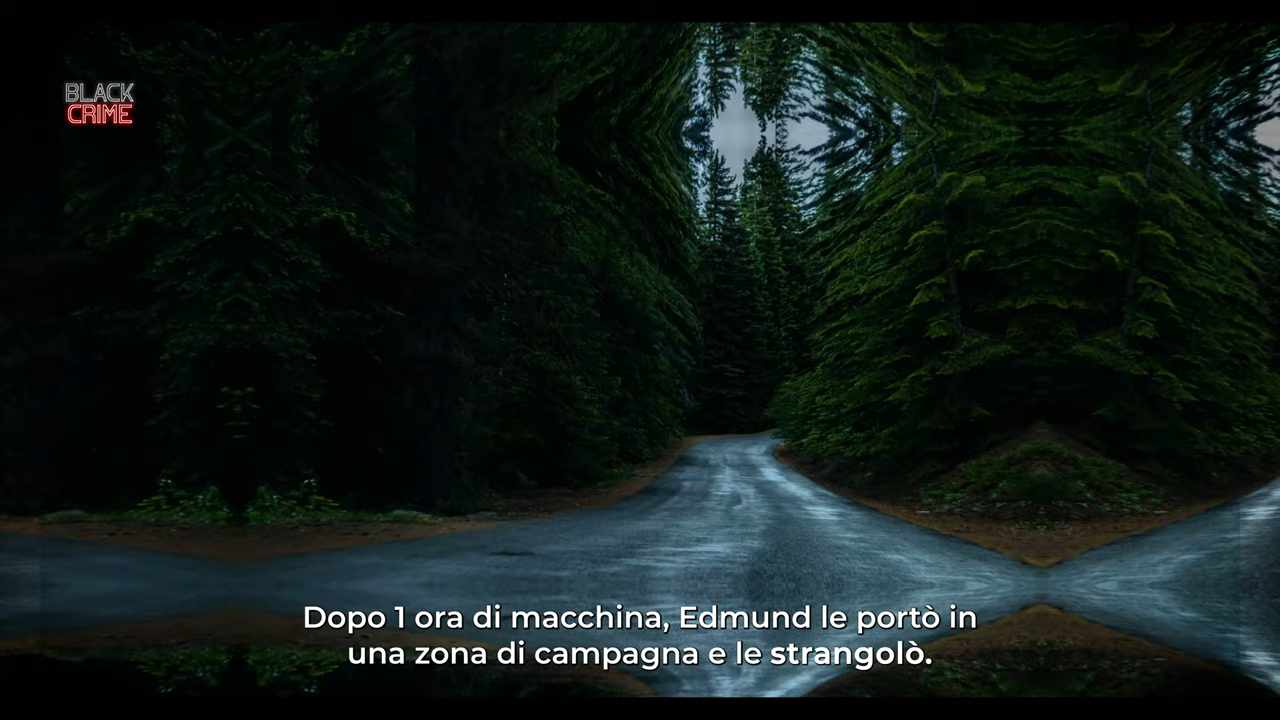 BLACK
CRIME
Dopo 1 ora di macchina, Edmund le portò in
una zona di campagna e le strangolò.